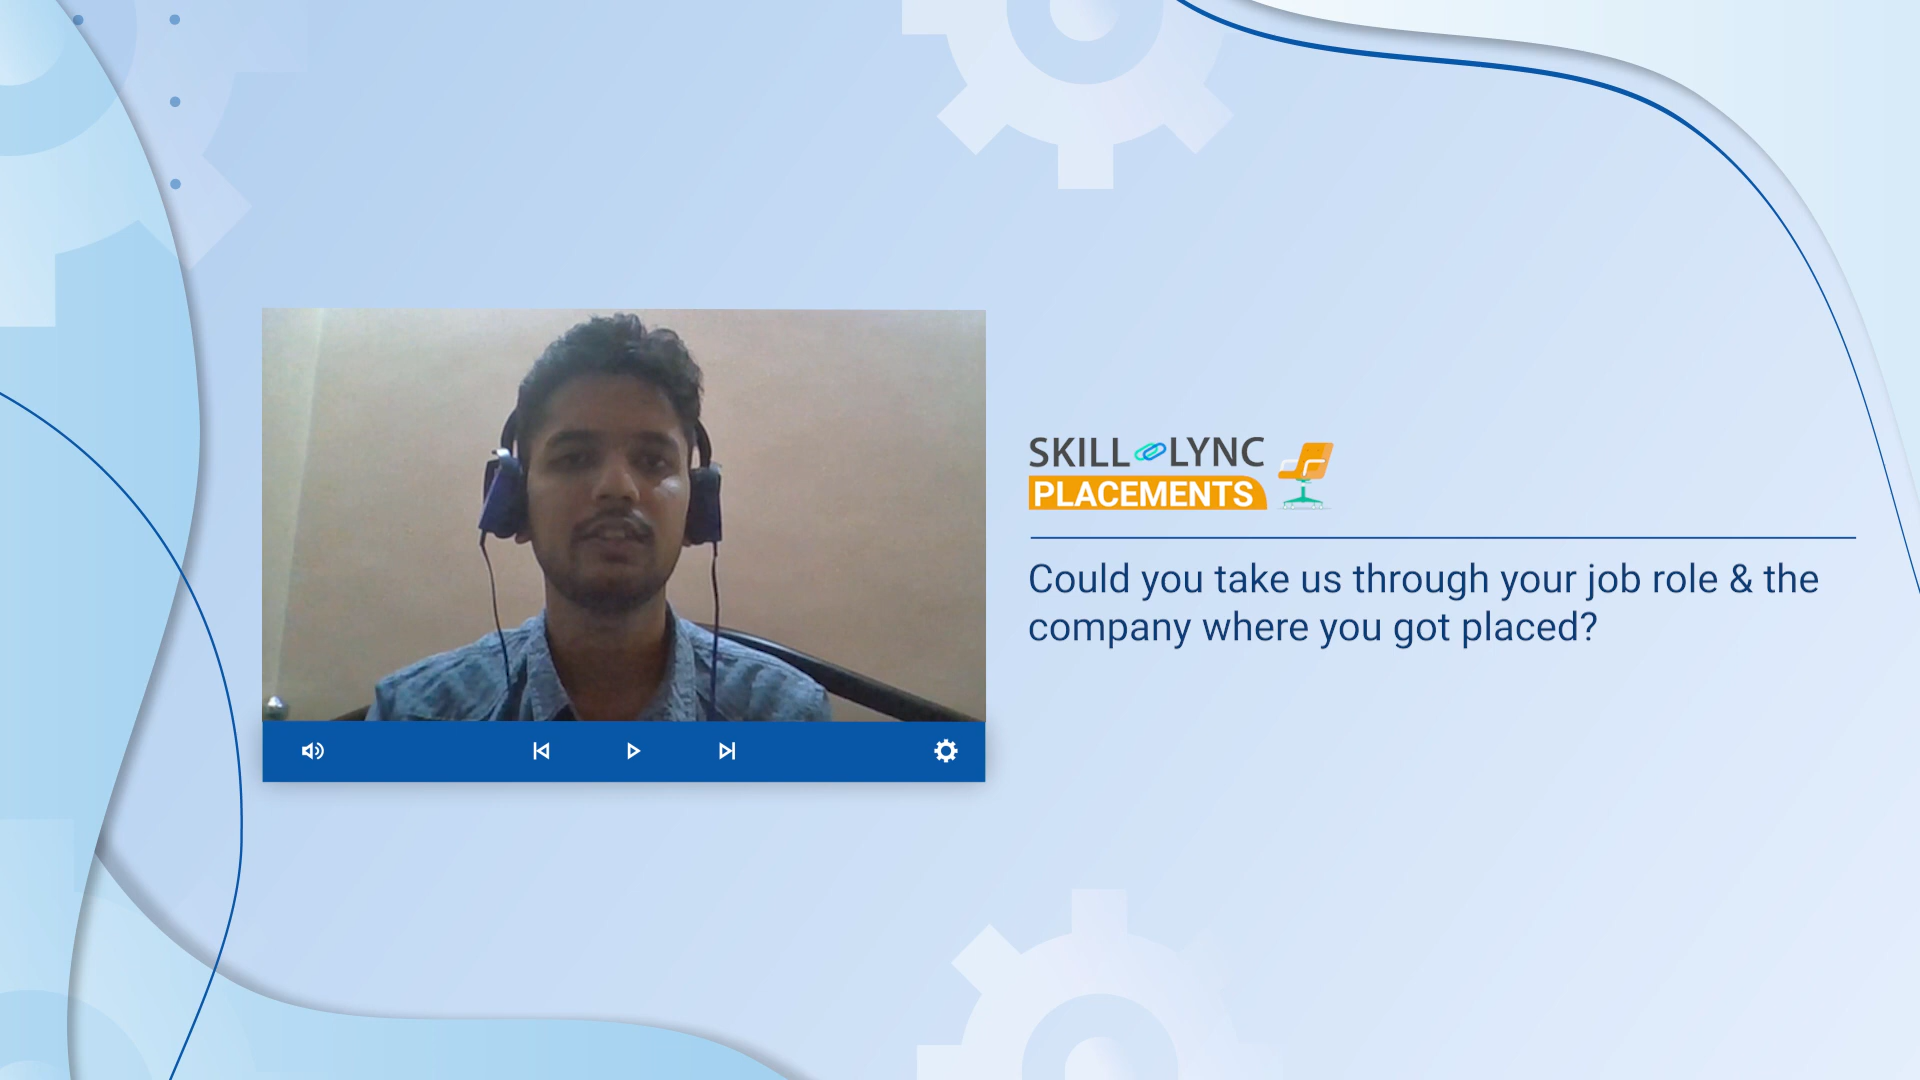 SKILL LYNC
PLACEMENTS
Could you take us through your job role & the
company where you got placed?